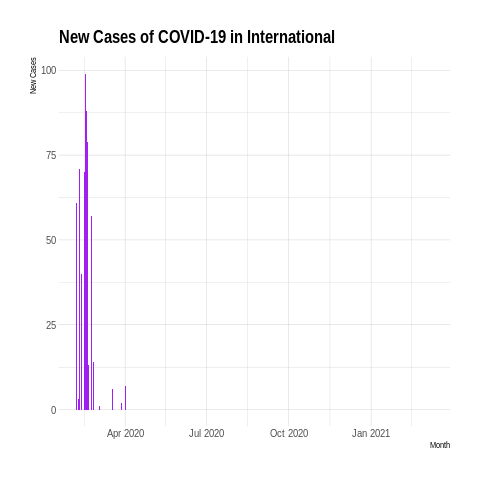 New Cases of COVID-19 in International
New Cases
100
75
50
25
0
Apr 2020
Jul 2020
Oct 2020
Jan 2021
Month